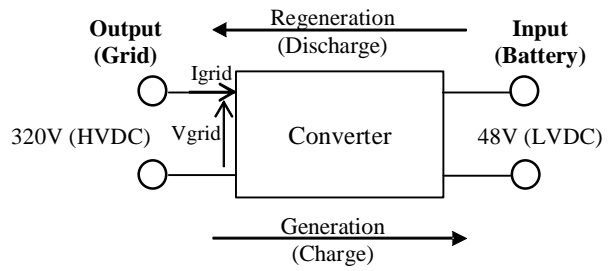 Regeneration
(Discharge)
Output
(Grid)
Input
(Battery)
Igrid
320V (HVDC)
Vgrid
Converter
48V (LVDC)
Generation
(Charge)